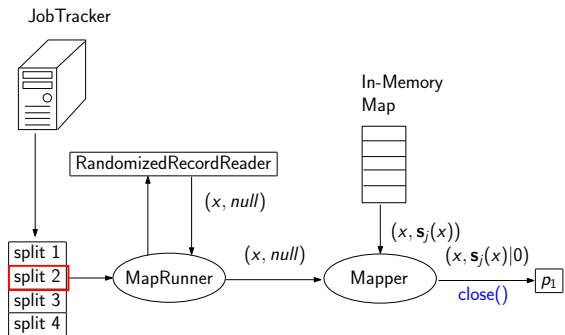 JobTracker
In-Memory
Map
RandomizedRecordReader
(x, null)
(x, s_j(x))
split 1
split 2
split 3
split 4
MapRunner
(x, null)
Mapper
(x, s_j(x)|0)
close()
p_1